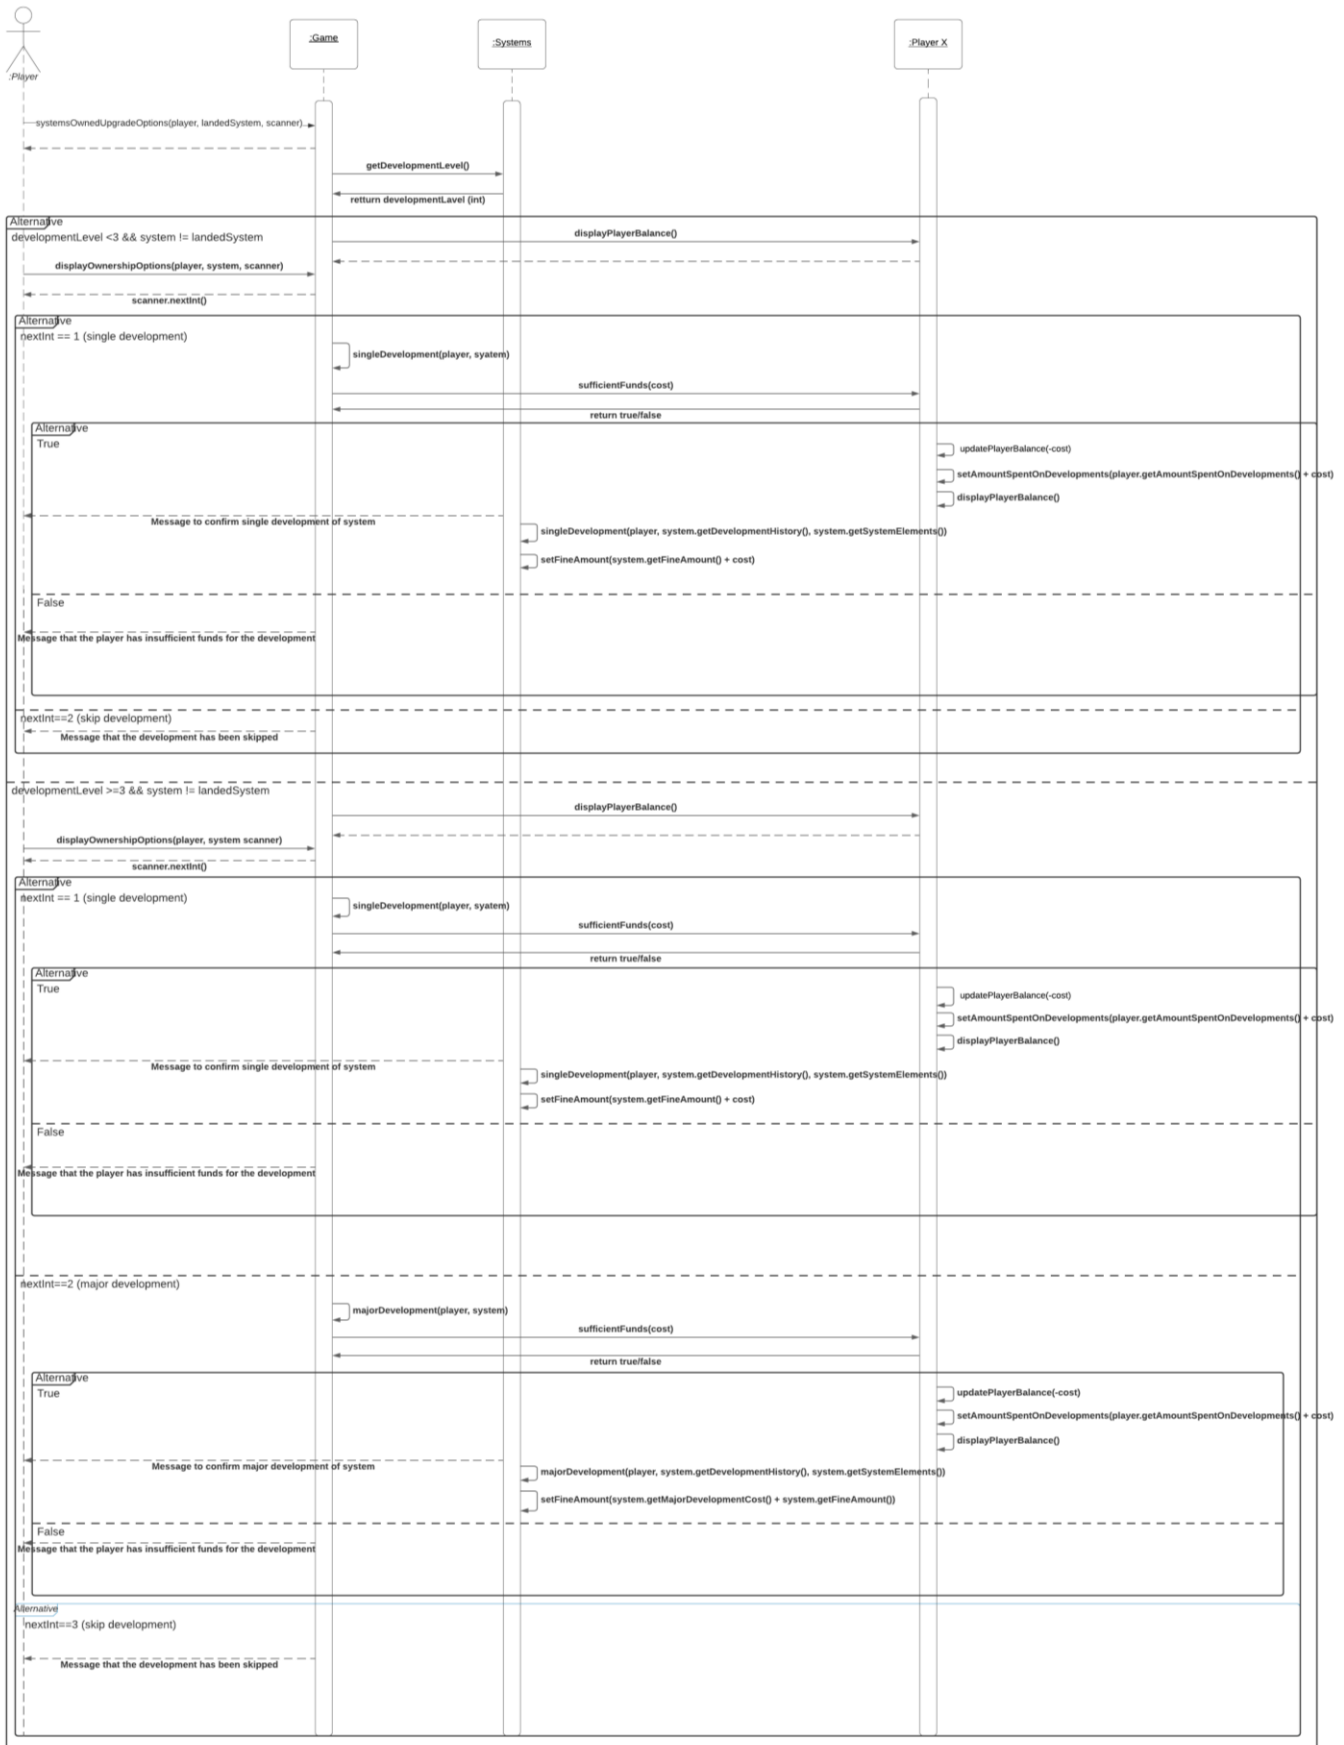 :Player
:Game
:Systems
:Player X
systemsOwnedUpgradeOptions(player, landedSystem, scanner)
getDevelopmentLevel()
retturn developmentLavel (int)
Alternative
developmentLevel <3 && system != landedSystem
displayPlayerBalance()
displayOwnershipOptions(player, system, scanner)
scanner.nextInt()
Alternative
nextInt == 1 (single development)
singleDevelopment(player, syatem)
sufficientFunds(cost)
return true/false
Alternative
True
updatePlayerBalance(-cost)
setAmountSpentOnDevelopments(player.getAmountSpentOnDevelopments() + cost)
displayPlayerBalance()
Message to confirm single development of system
singleDevelopment(player, system.getDevelopmentHistory(), system.getSystemElements())
setFineAmount(system.getFineAmount() + cost)
False
Message that the player has insufficient funds for the development
nextInt==2 (skip development)
Message that the development has been skipped
developmentLevel >=3 && system != landedSystem
displayPlayerBalance()
displayOwnershipOptions(player, system scanner)
scanner.nextInt()
Alternative
nextInt == 1 (single development)
singleDevelopment(player, syatem)
sufficientFunds(cost)
return true/false
Alternative
True
updatePlayerBalance(-cost)
setAmountSpentOnDevelopments(player.getAmountSpentOnDevelopments() + cost)
displayPlayerBalance()
Message to confirm single development of system
singleDevelopment(player, system.getDevelopmentHistory(), system.getSystemElements())
setFineAmount(system.getFineAmount() + cost)
False
Message that the player has insufficient funds for the development
nextInt==2 (major development)
majorDevelopment(player, system)
sufficientFunds(cost)
return true/false
Alternative
True
updatePlayerBalance(-cost)
setAmountSpentOnDevelopments(player.getAmountSpentOnDevelopments() + cost)
displayPlayerBalance()
Message to confirm major development of system
majorDevelopment(player, system.getDevelopmentHistory(), system.getSystemElements())
setFineAmount(system.getMajorDevelopmentCost() + system.getFineAmount())
False
Message that the player has insufficient funds for the development
Alternative
nextInt==3 (skip development)
Message that the development has been skipped